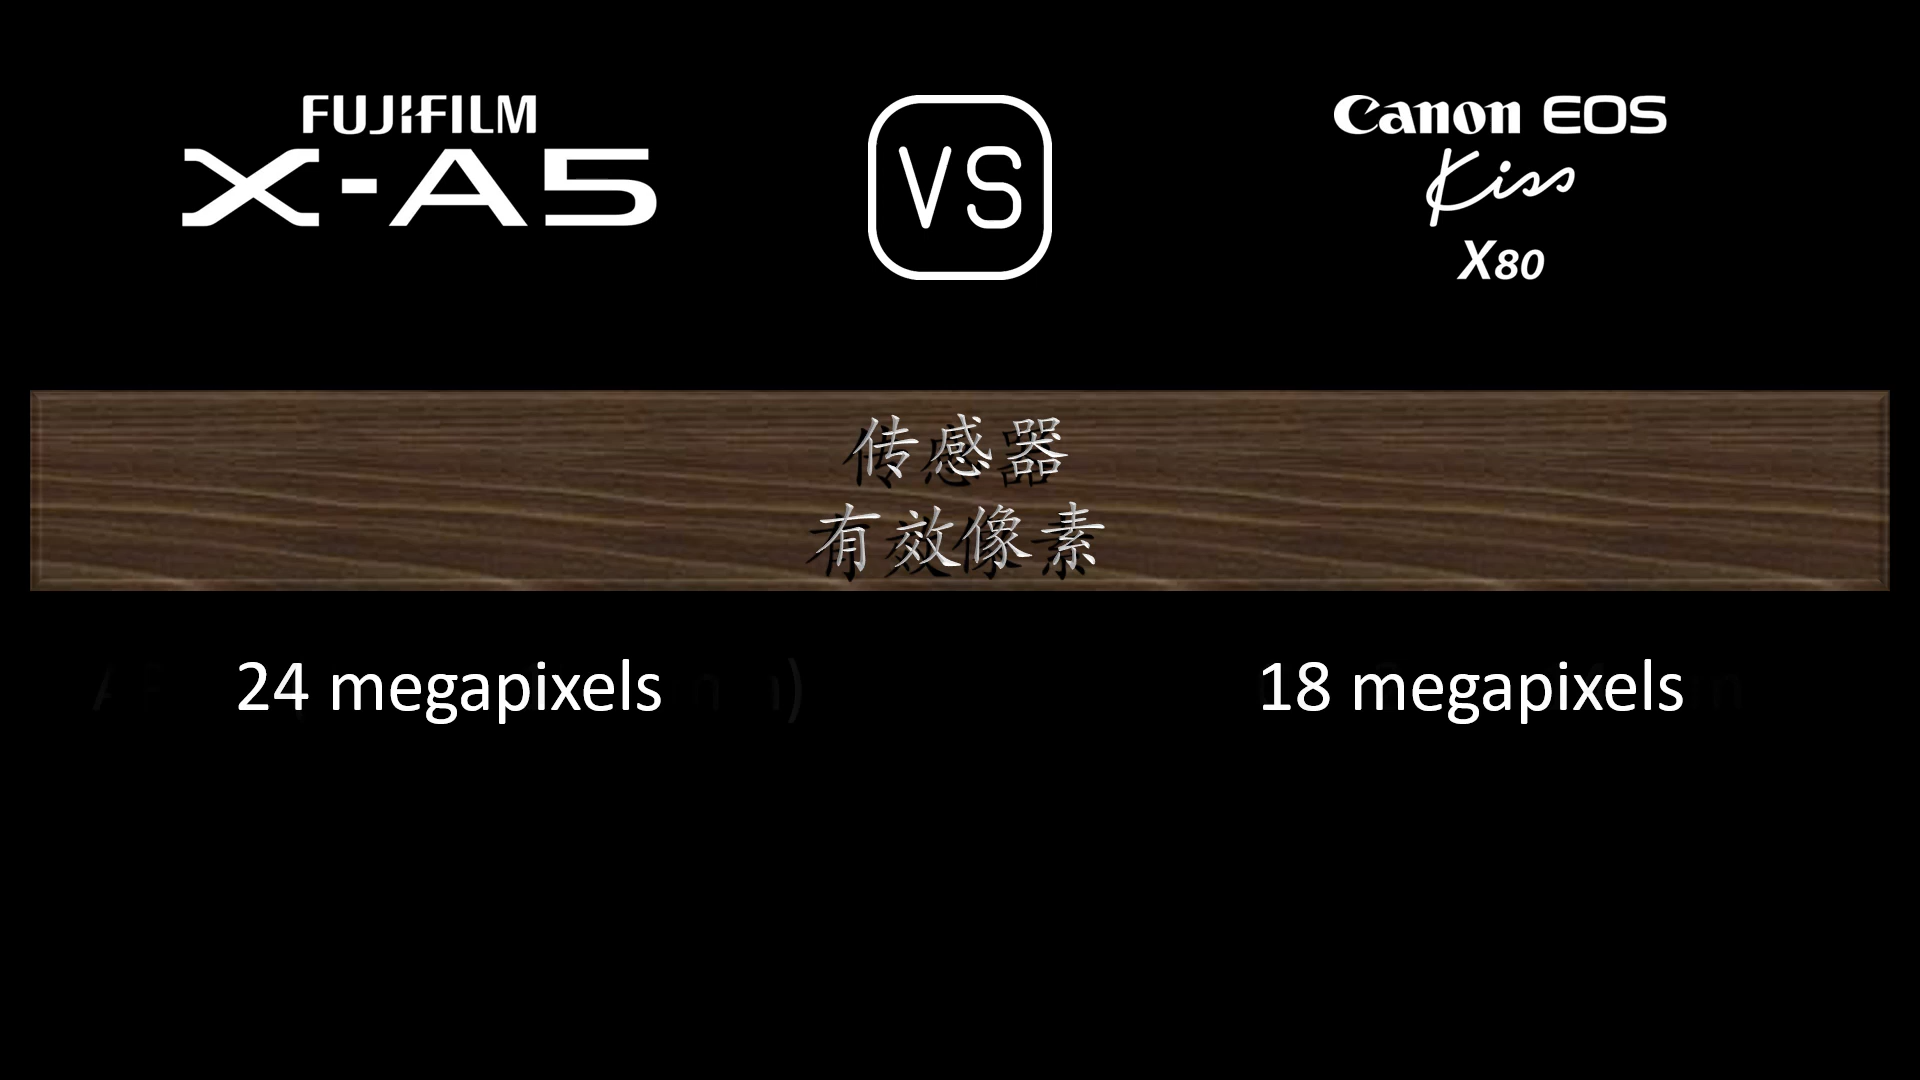 FUJIFILM
X-A5
VS
Canon EOS
Kiss
X80
传感器
有效像素
24 megapixels
18 megapixels